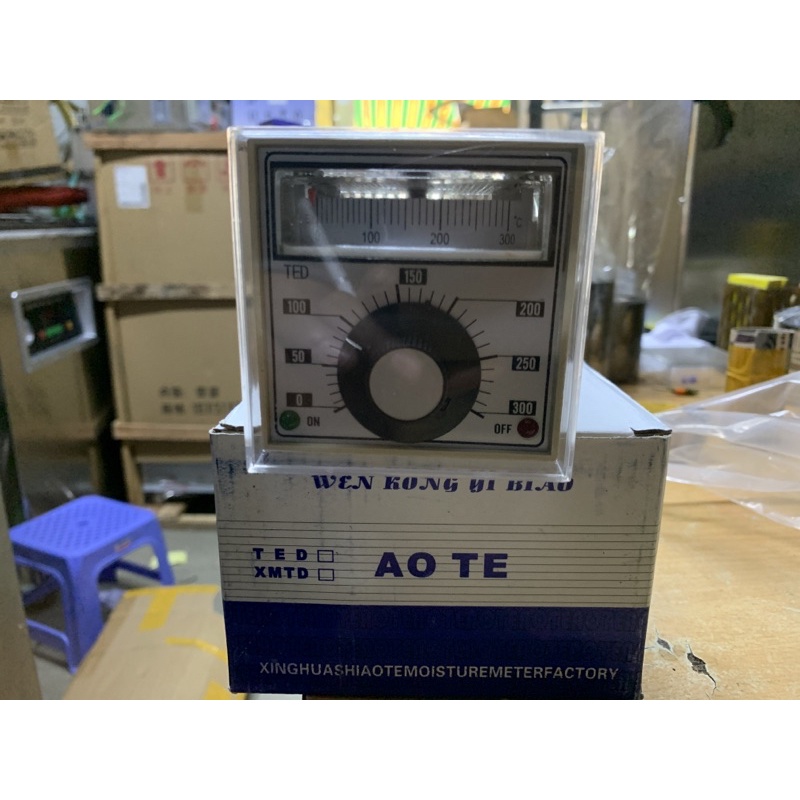 °C
100 200 300
TED
150
100 200
50 250
0 300
ON OFF
WEN KONG YI BIAO
TED
XMTD
AO TE
XINGHUASHIAOTEMOISTUREMETERFACTORY